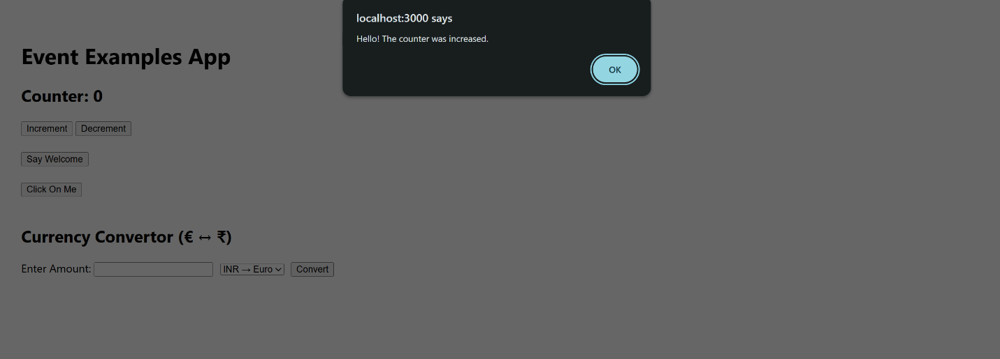 localhost:3000 says
Hello! The counter was increased.
OK
Event Examples App
Counter: 0
Increment Decrement
Say Welcome
Click On Me
Currency Convertor (€ ↔ ₹)
Enter Amount: INR → Euro Convert